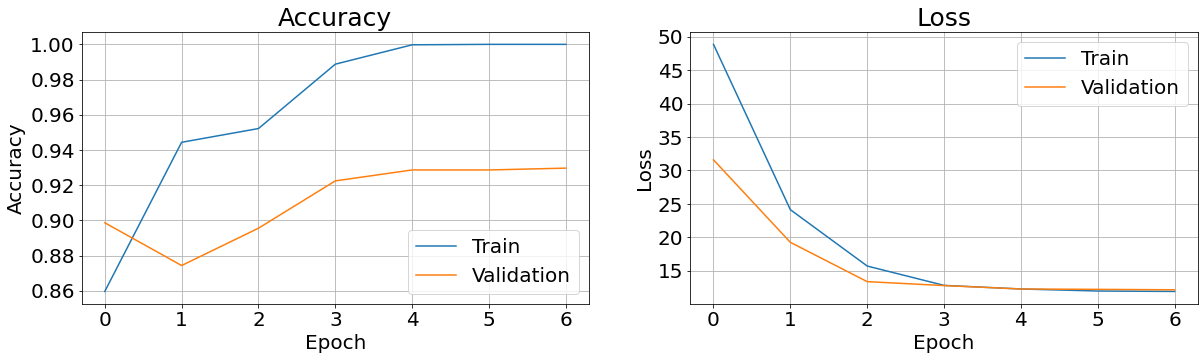 Accuracy
1.00
0.98
0.96
0.94
0.92
0.90
0.88
0.86
Accuracy
Train
Validation
0 1 2 3 4 5 6
Epoch
Loss
50
45
40
35
30
25
20
15
Loss
Train
Validation
0 1 2 3 4 5 6
Epoch